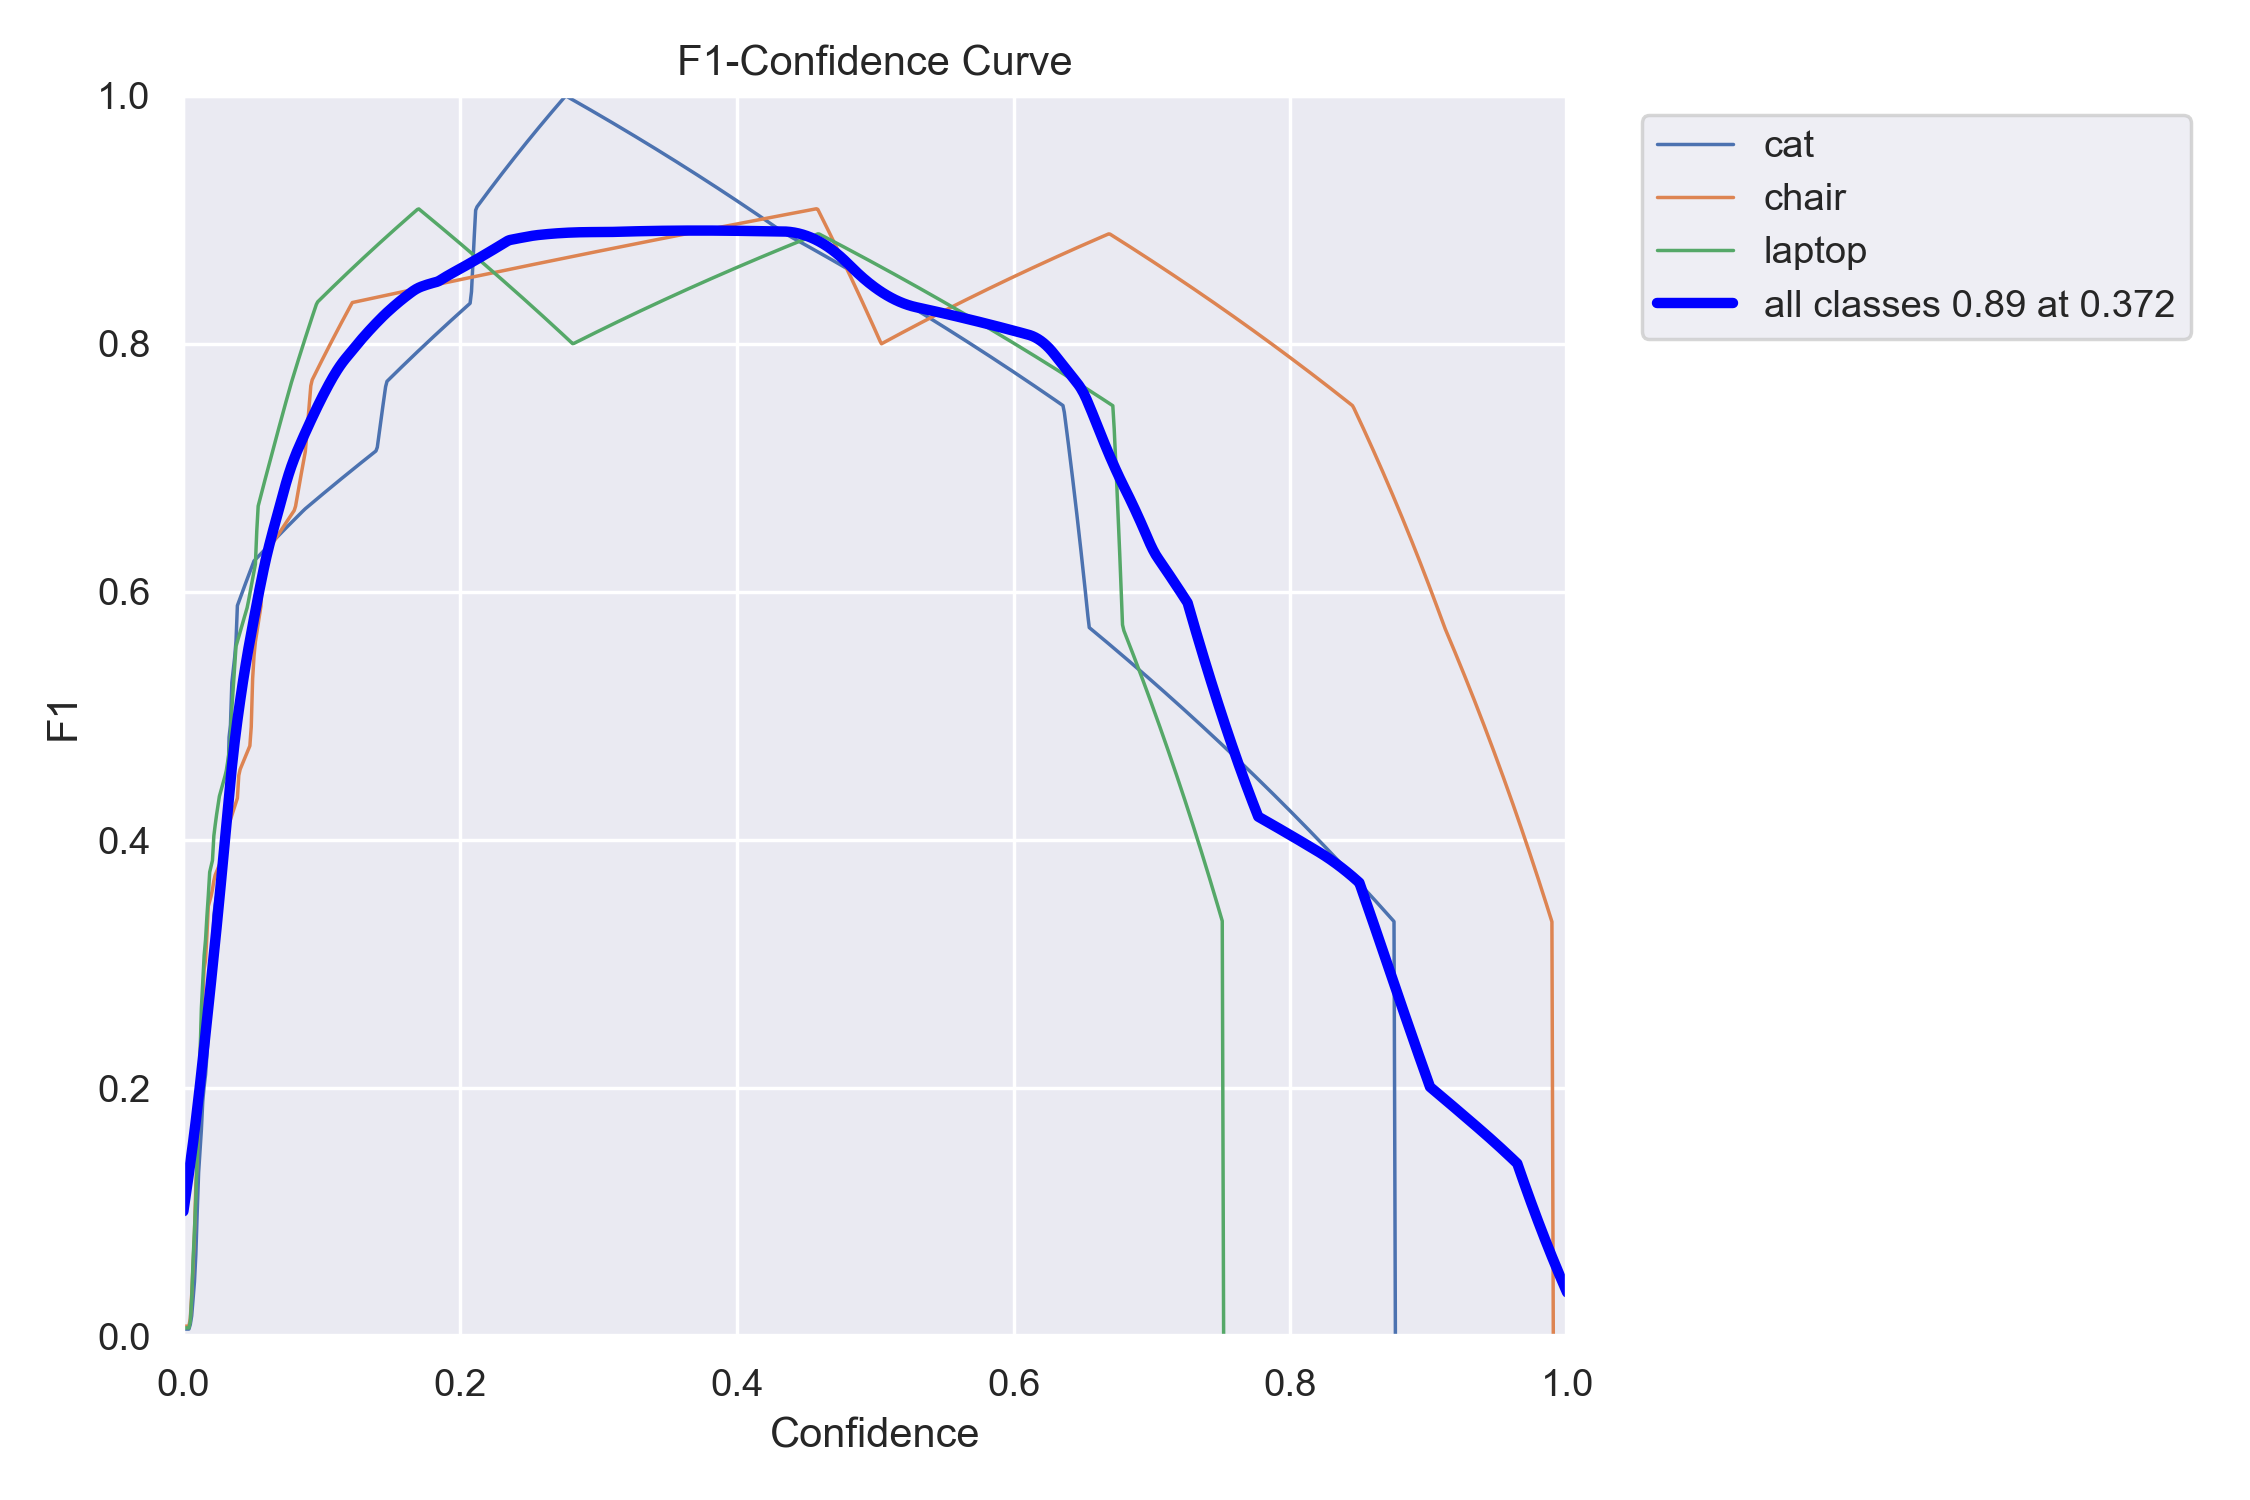 F1-Confidence Curve
1.0
0.8
0.6
0.4
0.2
0.0
F1
0.0 0.2 0.4 0.6 0.8 1.0
Confidence
cat
chair
laptop
all classes 0.89 at 0.372